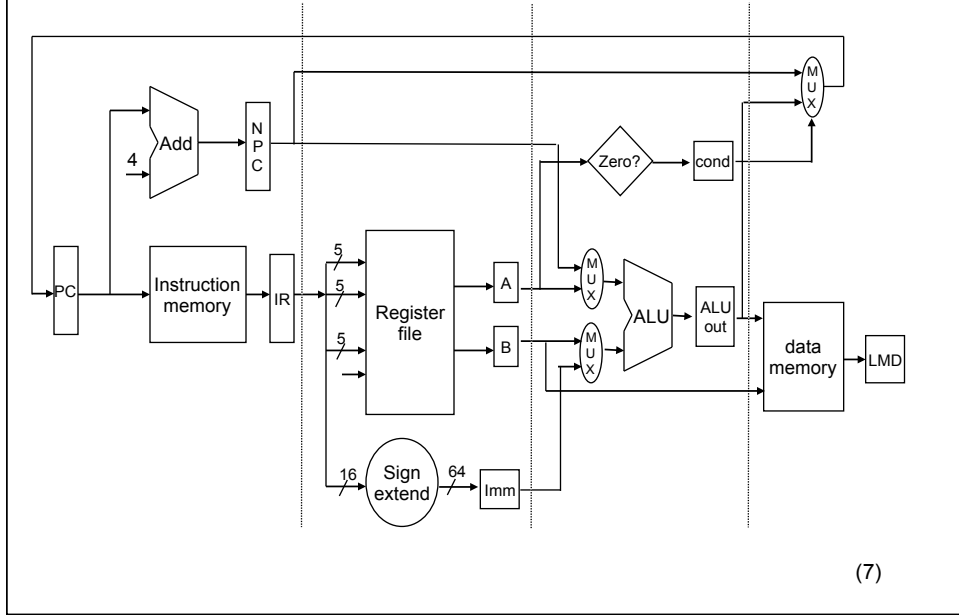 M
U
X
N
P
C
Add
4
Zero?
cond
PC
Instruction
memory
IR
5
5
5
Register
file
A
B
M
U
X
M
U
X
ALU
ALU
out
data
memory
LMD
16
Sign
extend
64
Imm
(7)